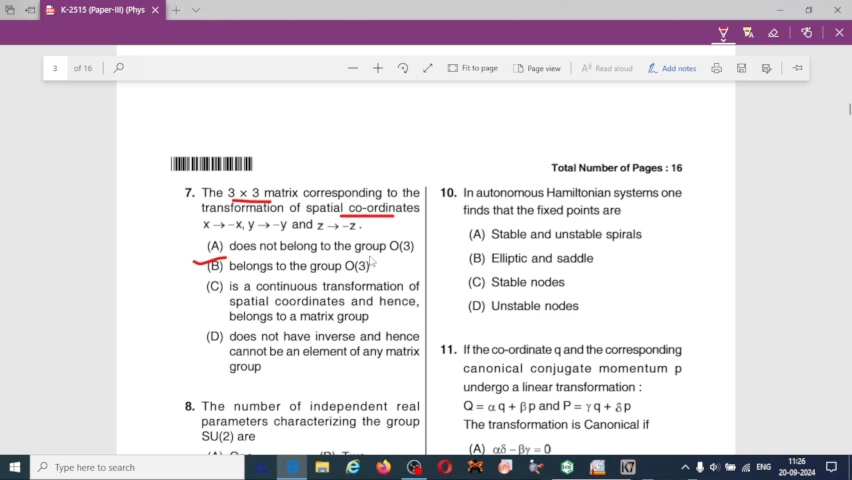 K-2515 (Paper-III) (Phys
3 of 16
Fit to page
Page view
Read aloud
Add notes
Total Number of Pages : 16
7. The 3 × 3 matrix corresponding to the
transformation of spatial co-ordinates
x → −x, y → −y and z → −z .
(A) does not belong to the group O(3)
(B) belongs to the group O(3)
(C) is a continuous transformation of
spatial coordinates and hence,
belongs to a matrix group
(D) does not have inverse and hence
cannot be an element of any matrix
group
8. The number of independent real
parameters characterizing the group
SU(2) are
10. In autonomous Hamiltonian systems one
finds that the fixed points are
(A) Stable and unstable spirals
(B) Elliptic and saddle
(C) Stable nodes
(D) Unstable nodes
11. If the co-ordinate q and the corresponding
canonical conjugate momentum p
undergo a linear transformation :
Q = αq + βp and P = γq + δp
The transformation is Canonical if
(A) αδ − βγ = 0
Type here to search
ENG
11:26
20-09-2024